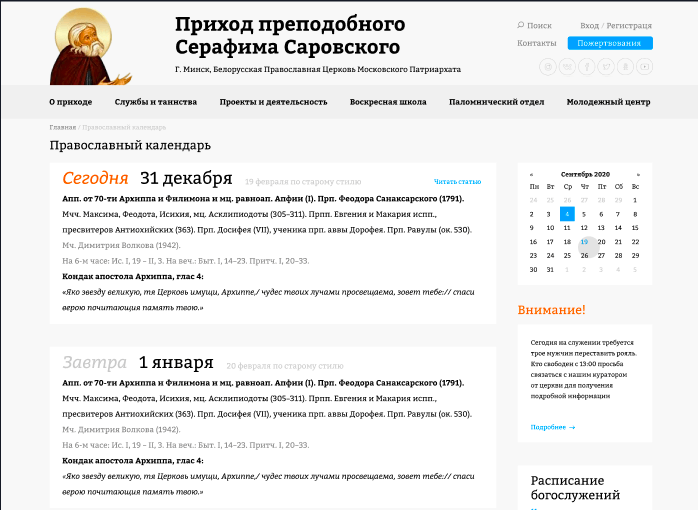 Приход преподобного
Серафима Саровского
Г. Минск, Белорусская Православная Церковь Московского Патриархата
Поиск
Вход / Регистраця
Контакты
Пожертвования
О приходе
Службы и таинства
Проекты и деятельность
Воскресная школа
Паломнический отдел
Молодежный центр
Главная / Православный календарь
Православный календарь
Сегодня 31 декабря 19 февраля по старому стилю Читать статью
Апп. от 70-ти Архиппа и Филимона и мц. равноап. Апфии (I). Прп. Феодора Санаксарского (1791).
Мчч. Максима, Феодота, Исихия, мц. Асклипиодоты (305–311). Прпп. Евгения и Макария испп.,
пресвитеров Антиохийских (363). Прп. Досифея (VII), ученика прп. аввы Дорофея. Прп. Равулы (ок. 530).
Мч. Димитрия Волкова (1942).
На 6-м часе: Ис. I, 19 – II, 3. На веч.: Быт. I, 14–23. Притч. I, 20–33.
Кондак апостола Архиппа, глас 4:
«Яко звезду великую, тя Церковь имущи, Архиппе,/ чудес твоих лучами просвещаема, зовет тебе:// спаси
верою почитающия память твою.»
Завтра 1 января 20 февраля по старому стилю
Апп. от 70-ти Архиппа и Филимона и мц. равноап. Апфии (I). Прп. Феодора Санаксарского (1791).
Мчч. Максима, Феодота, Исихия, мц. Асклипиодоты (305–311). Прпп. Евгения и Макария испп.,
пресвитеров Антиохийских (363). Прп. Досифея (VII), ученика прп. аввы Дорофея. Прп. Равулы (ок. 530).
Мч. Димитрия Волкова (1942).
На 6-м часе: Ис. I, 19 – II, 3. На веч.: Быт. I, 14–23. Притч. I, 20–33.
Кондак апостола Архиппа, глас 4:
«Яко звезду великую, тя Церковь имущи, Архиппе,/ чудес твоих лучами просвещаема, зовет тебе:// спаси
верою почитающия память твою.»
« Сентябрь 2020 »
Пн Вт Ср Чт Пт Сб Вс
24 25 26 27 28 29 1
2 3 4 5 6 7 8
9 10 11 12 13 14 15
16 17 18 19 20 21 22
23 24 25 26 27 28 29
30 31 1 2 3 4 5
Внимание!
Сегодня на служении требуется
трое мужчин переставить рояль.
Кто свободен с 13:00 просьба
связаться с нашим куратором
от церкви для получения
подробной информации
Подробнее →
Расписание
богослужений